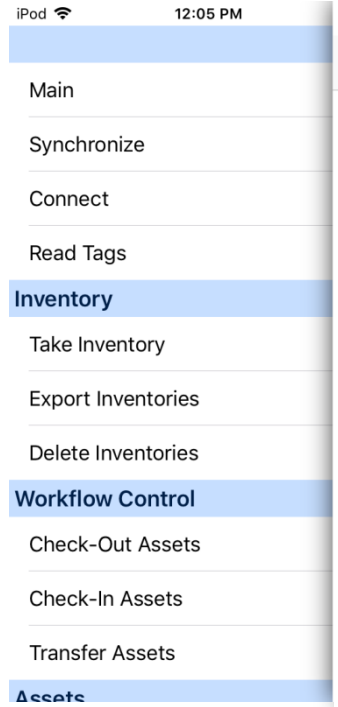 iPod 12:05 PM
Main
Synchronize
Connect
Read Tags
Inventory
Take Inventory
Export Inventories
Delete Inventories
Workflow Control
Check-Out Assets
Check-In Assets
Transfer Assets
Assets